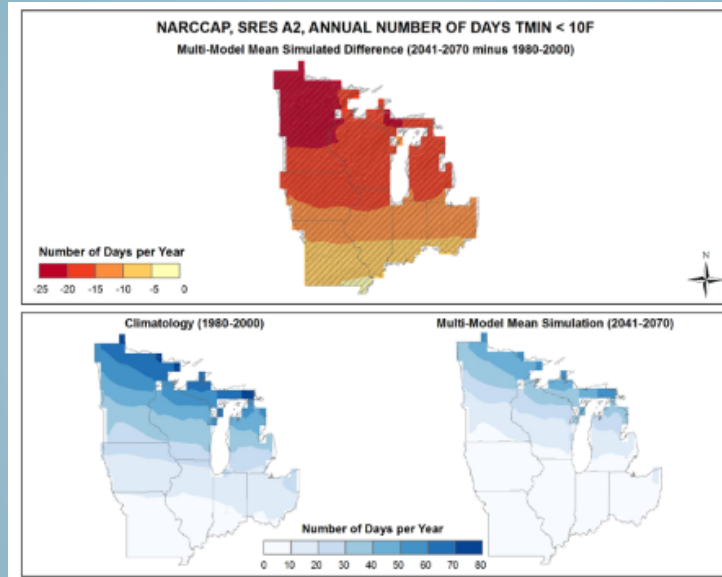 NARCCAP, SRES A2, ANNUAL NUMBER OF DAYS TMIN < 10F
Multi-Model Mean Simulated Difference (2041-2070 minus 1980-2000)
Number of Days per Year
-25 -20 -15 -10 -5 0
N
Climatology (1980-2000)
Multi-Model Mean Simulation (2041-2070)
Number of Days per Year
0 10 20 30 40 50 60 70 80